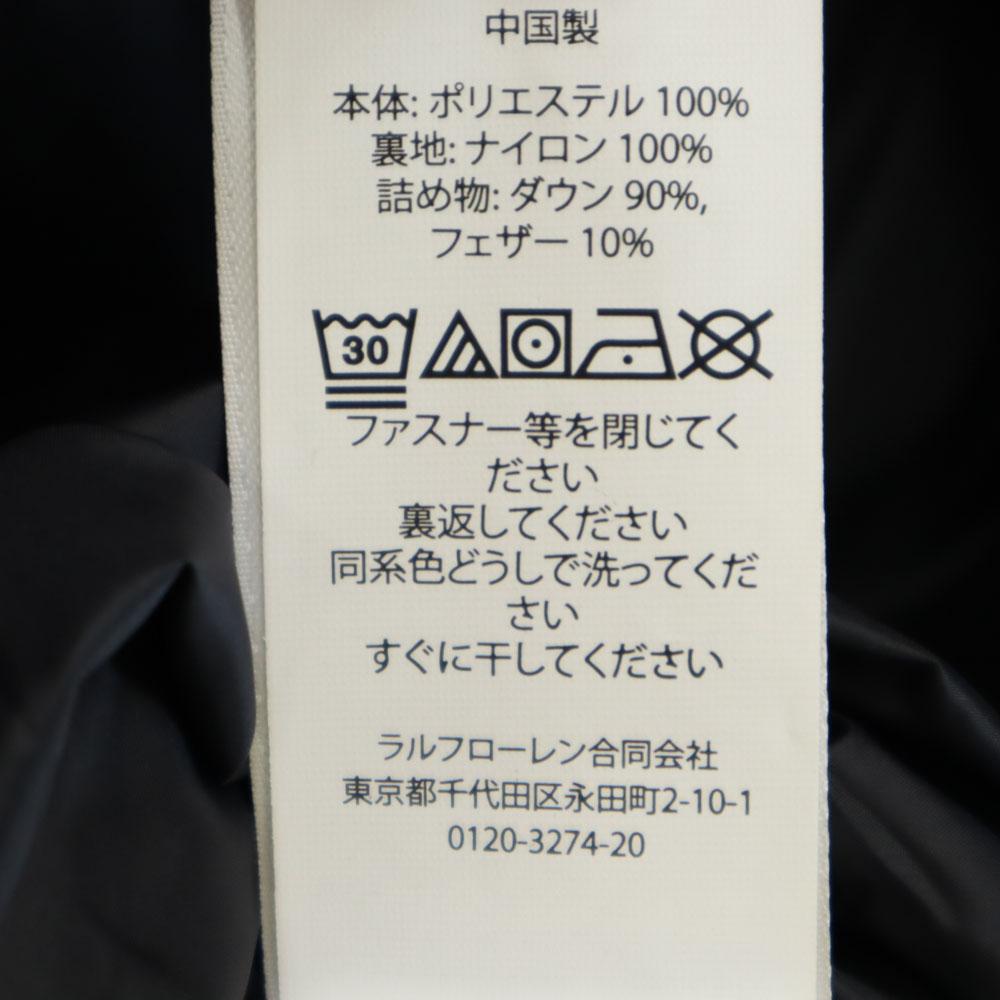 中国製
本体: ポリエステル 100%
裏地: ナイロン 100%
詰め物: ダウン 90%,
フェザー 10%
30
ファスナー等を閉じてく
ださい
裏返してください
同系色どうしで洗ってくだ
さい
すぐに干してください
ラルフローレン合同会社
東京都千代田区永田町2-10-1
0120-3274-20